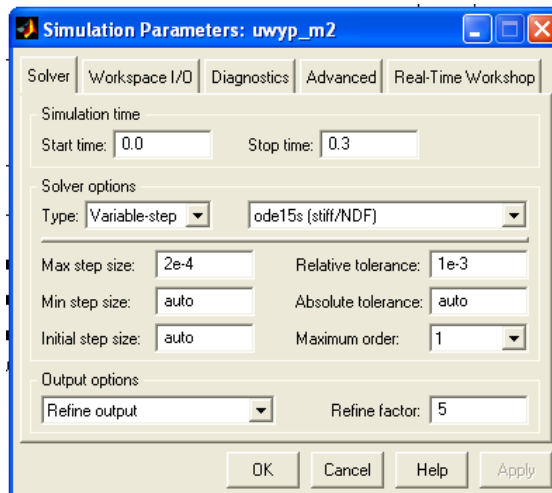 Simulation Parameters: uwyp_m2
Solver Workspace I/O Diagnostics Advanced Real-Time Workshop
Simulation time
Start time: 0.0 Stop time: 0.3
Solver options
Type: Variable-step ode15s (stiff/NDF)
Max step size: 2e-4 Relative tolerance: 1e-3
Min step size: auto Absolute tolerance: auto
Initial step size: auto Maximum order: 1
Output options
Refine output Refine factor: 5
OK Cancel Help Apply